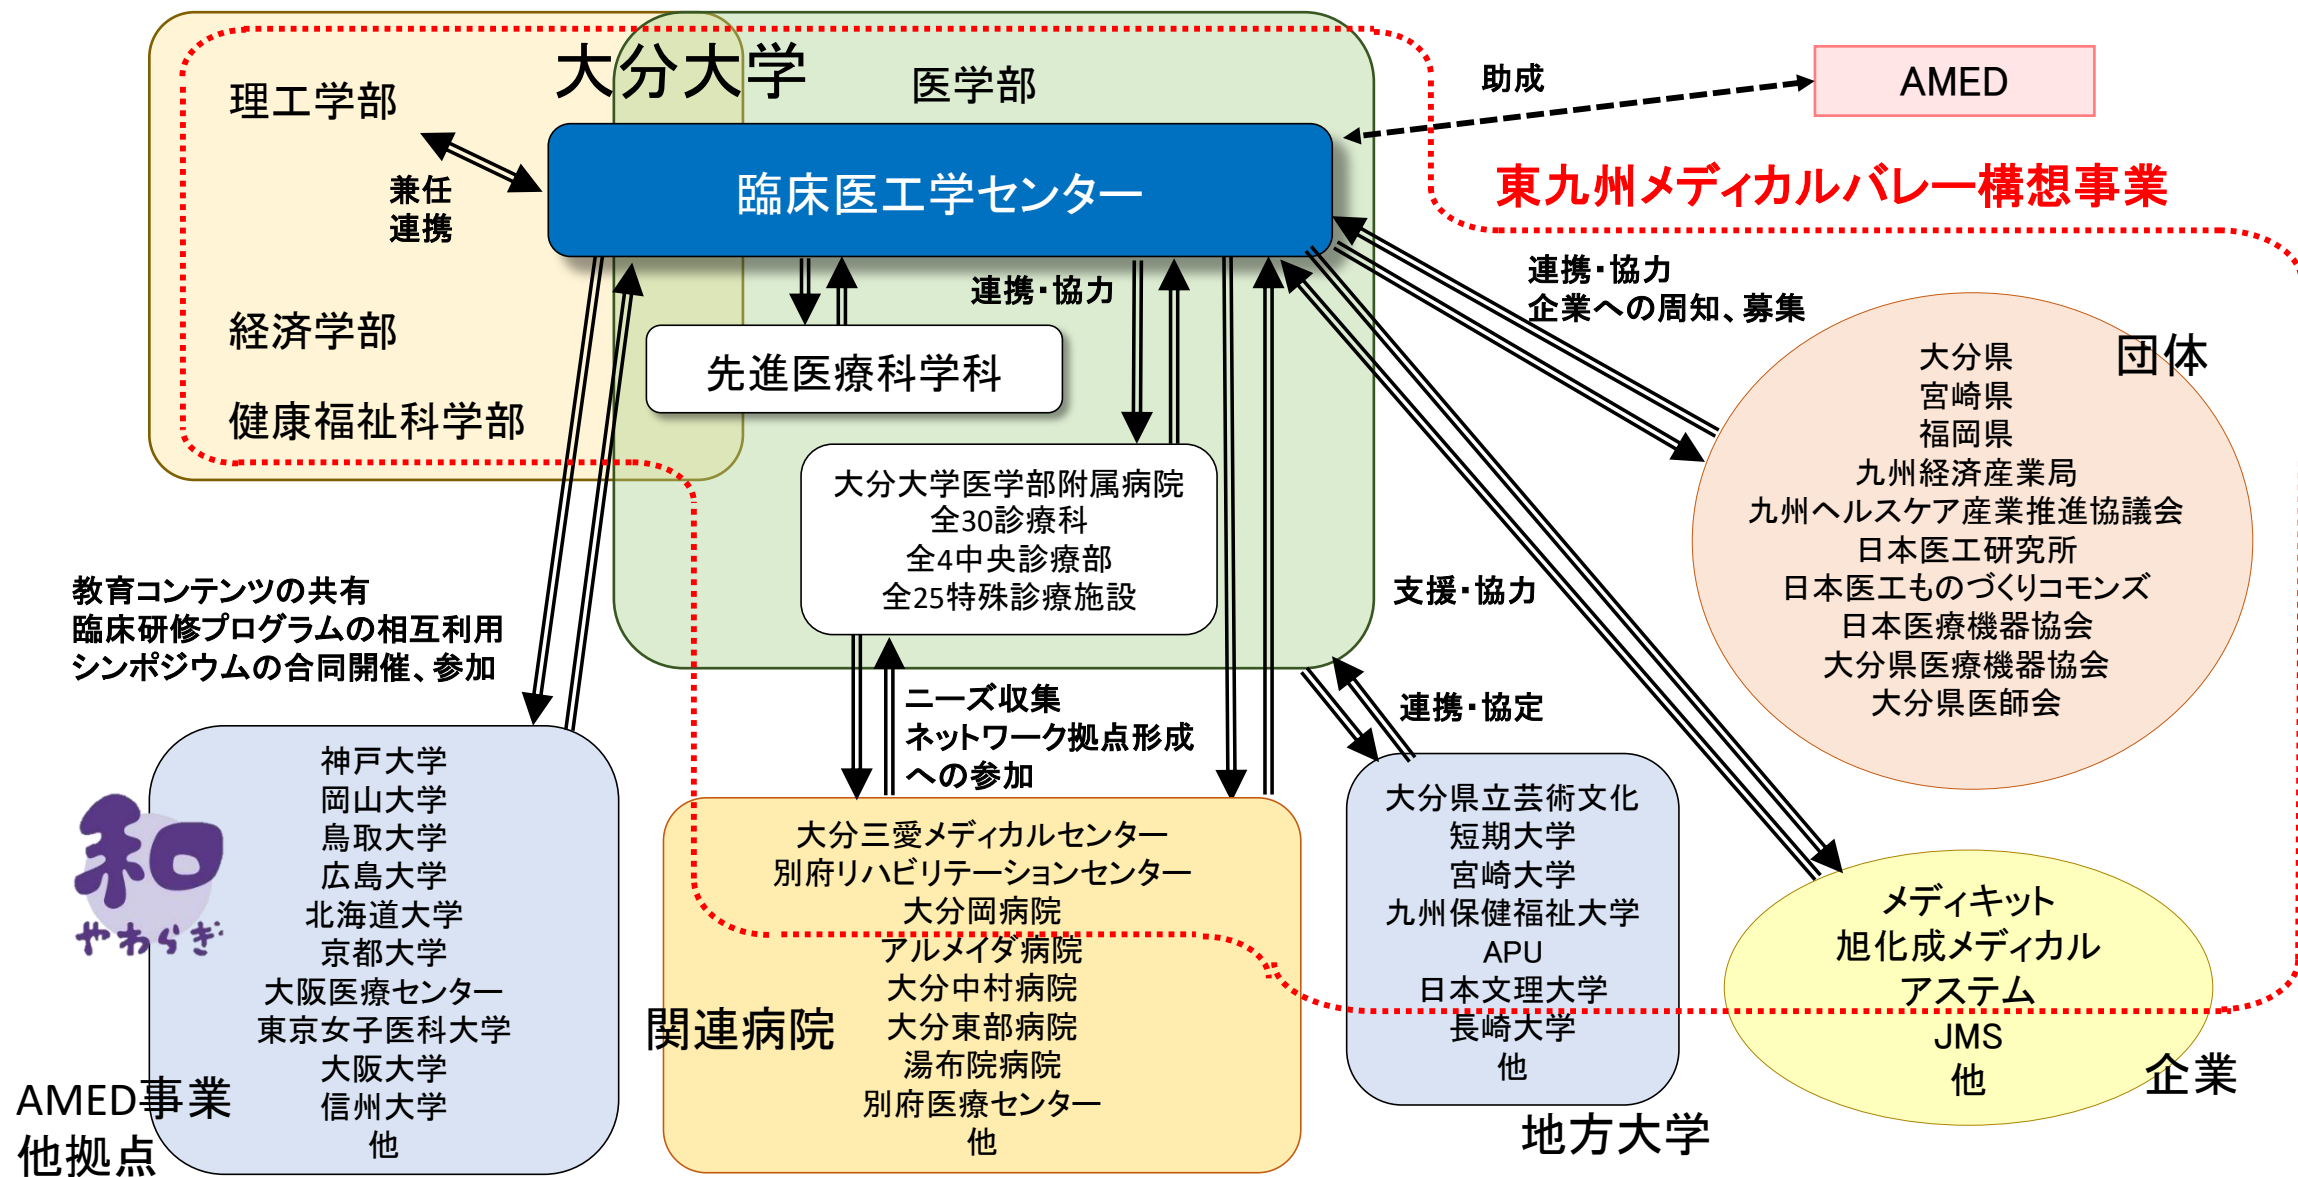 大分大学
理工学部
医学部
助成
AMED
兼任
連携
臨床医工学センター
東九州メディカルバレー構想事業
連携・協力
連携・協力
企業への周知、募集
経済学部
健康福祉科学部
先進医療科学科
団体
大分県
宮崎県
福岡県
九州経済産業局
九州ヘルスケア産業推進協議会
日本医工研究所
日本医工ものづくりコモンズ
日本医療機器協会
大分県医療機器協会
大分県医師会
大分大学医学部附属病院
全30診療科
全4中央診療部
全25特殊診療施設
教育コンテンツの共有
臨床研修プログラムの相互利用
シンポジウムの合同開催、参加
支援・協力
ニーズ収集
ネットワーク拠点形成
への参加
連携・協定
和
やわらぎ
神戸大学
岡山大学
鳥取大学
広島大学
北海道大学
京都大学
大阪医療センター
東京女子医科大学
大阪大学
信州大学
他
AMED事業
他拠点
大分三愛メディカルセンター
別府リハビリテーションセンター
大分岡病院
アルメイダ病院
大分中村病院
大分東部病院
湯布院病院
別府医療センター
他
関連病院
大分県立芸術文化
短期大学
宮崎大学
九州保健福祉大学
APU
日本文理大学
長崎大学
他
地方大学
メディキット
旭化成メディカル
アステム
JMS
他
企業